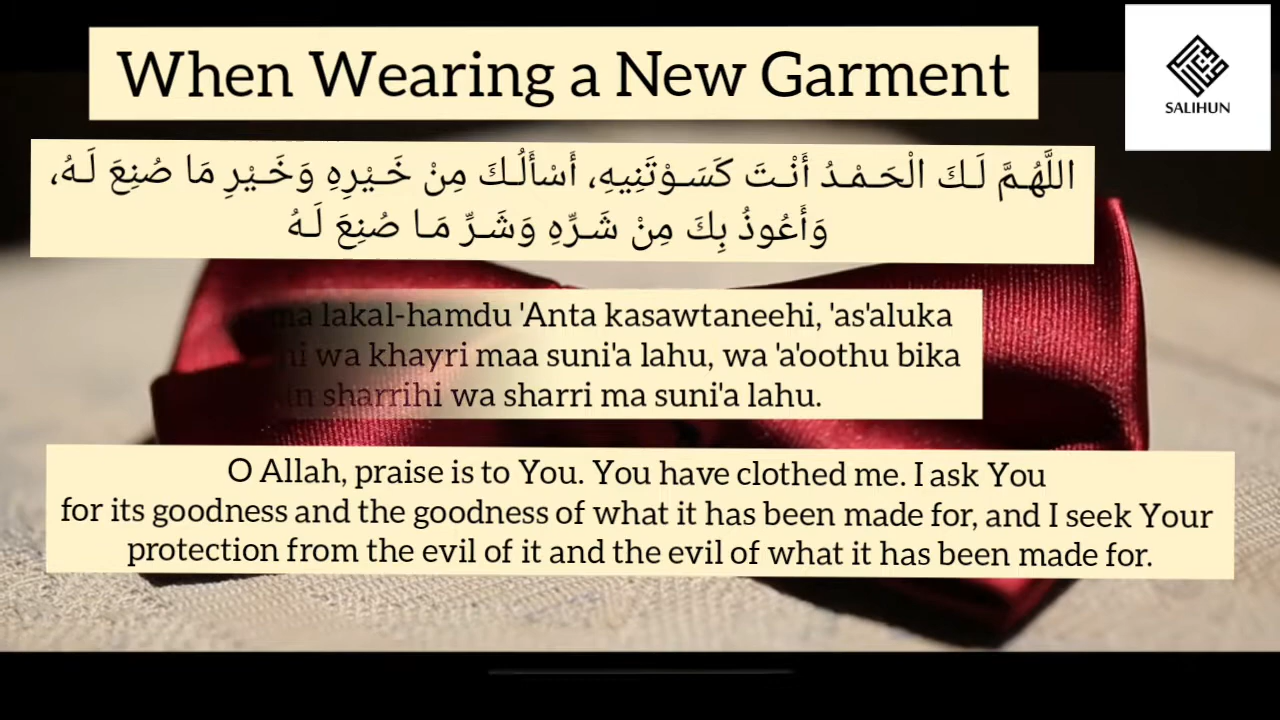 When Wearing a New Garment
SALIHUN
اللَّهُمَّ لَكَ الْحَمْدُ أَنْتَ كَسَوْتَنِيهِ، أَسْأَلُكَ مِنْ خَيْرِهِ وَخَيْرِ مَا صُنِعَ لَهُ،
وَأَعُوذُ بِكَ مِنْ شَرِّهِ وَشَرِّ مَا صُنِعَ لَهُ
lakal-hamdu 'Anta kasawtaneehi, 'as'aluka
wa khayri maa suni'a lahu, wa 'a'oothu bika
sharrihi wa sharri ma suni'a lahu.
O Allah, praise is to You. You have clothed me. I ask You
for its goodness and the goodness of what it has been made for, and I seek Your
protection from the evil of it and the evil of what it has been made for.